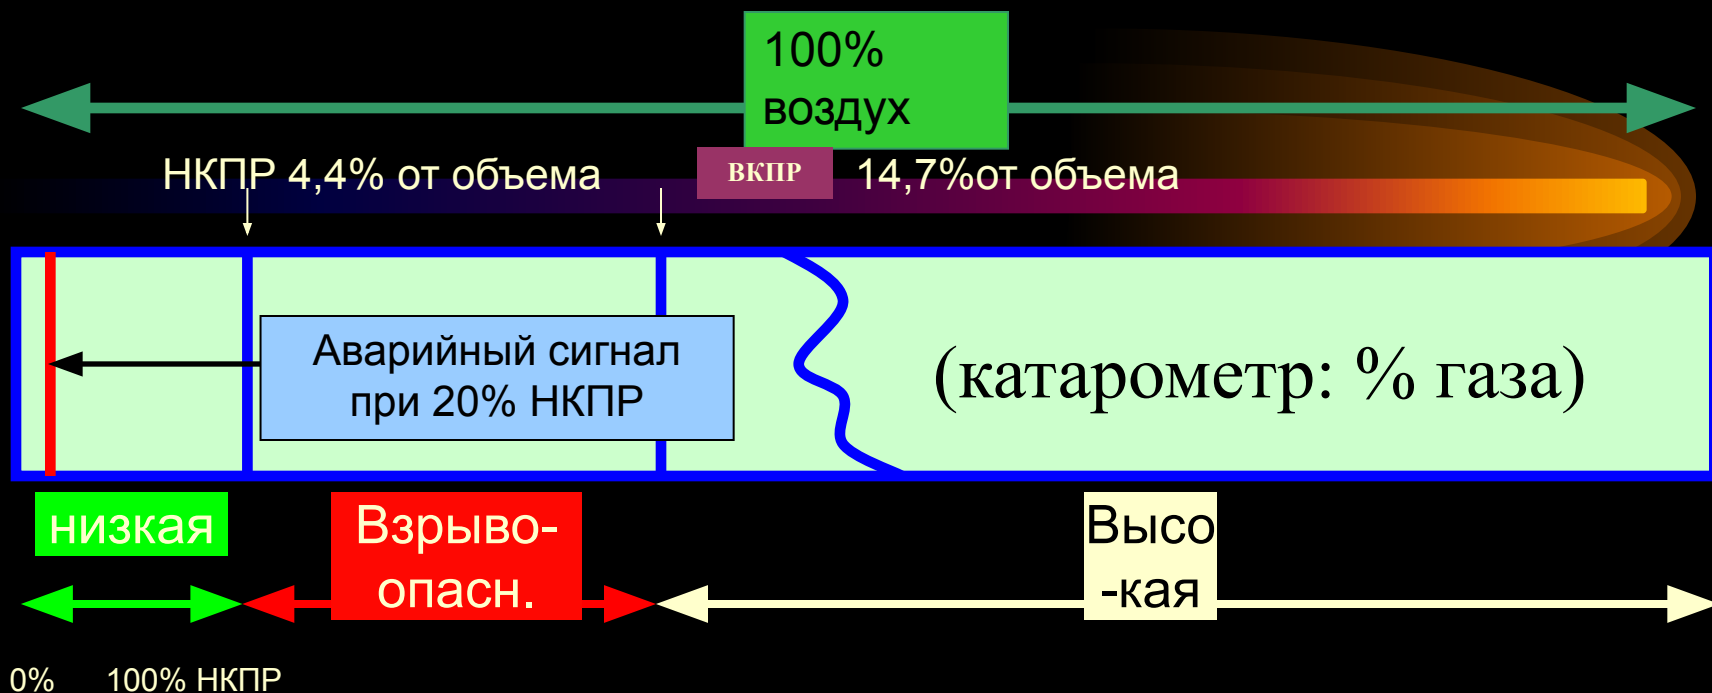 100%
воздух
НКПР 4,4% от объема
ВКПР
14,7%от объема
Аварийный сигнал
при 20% НКПР
(катарометр: % газа)
низкая
Взрыво-
опасн.
Высо
-кая
0% 100% НКПР